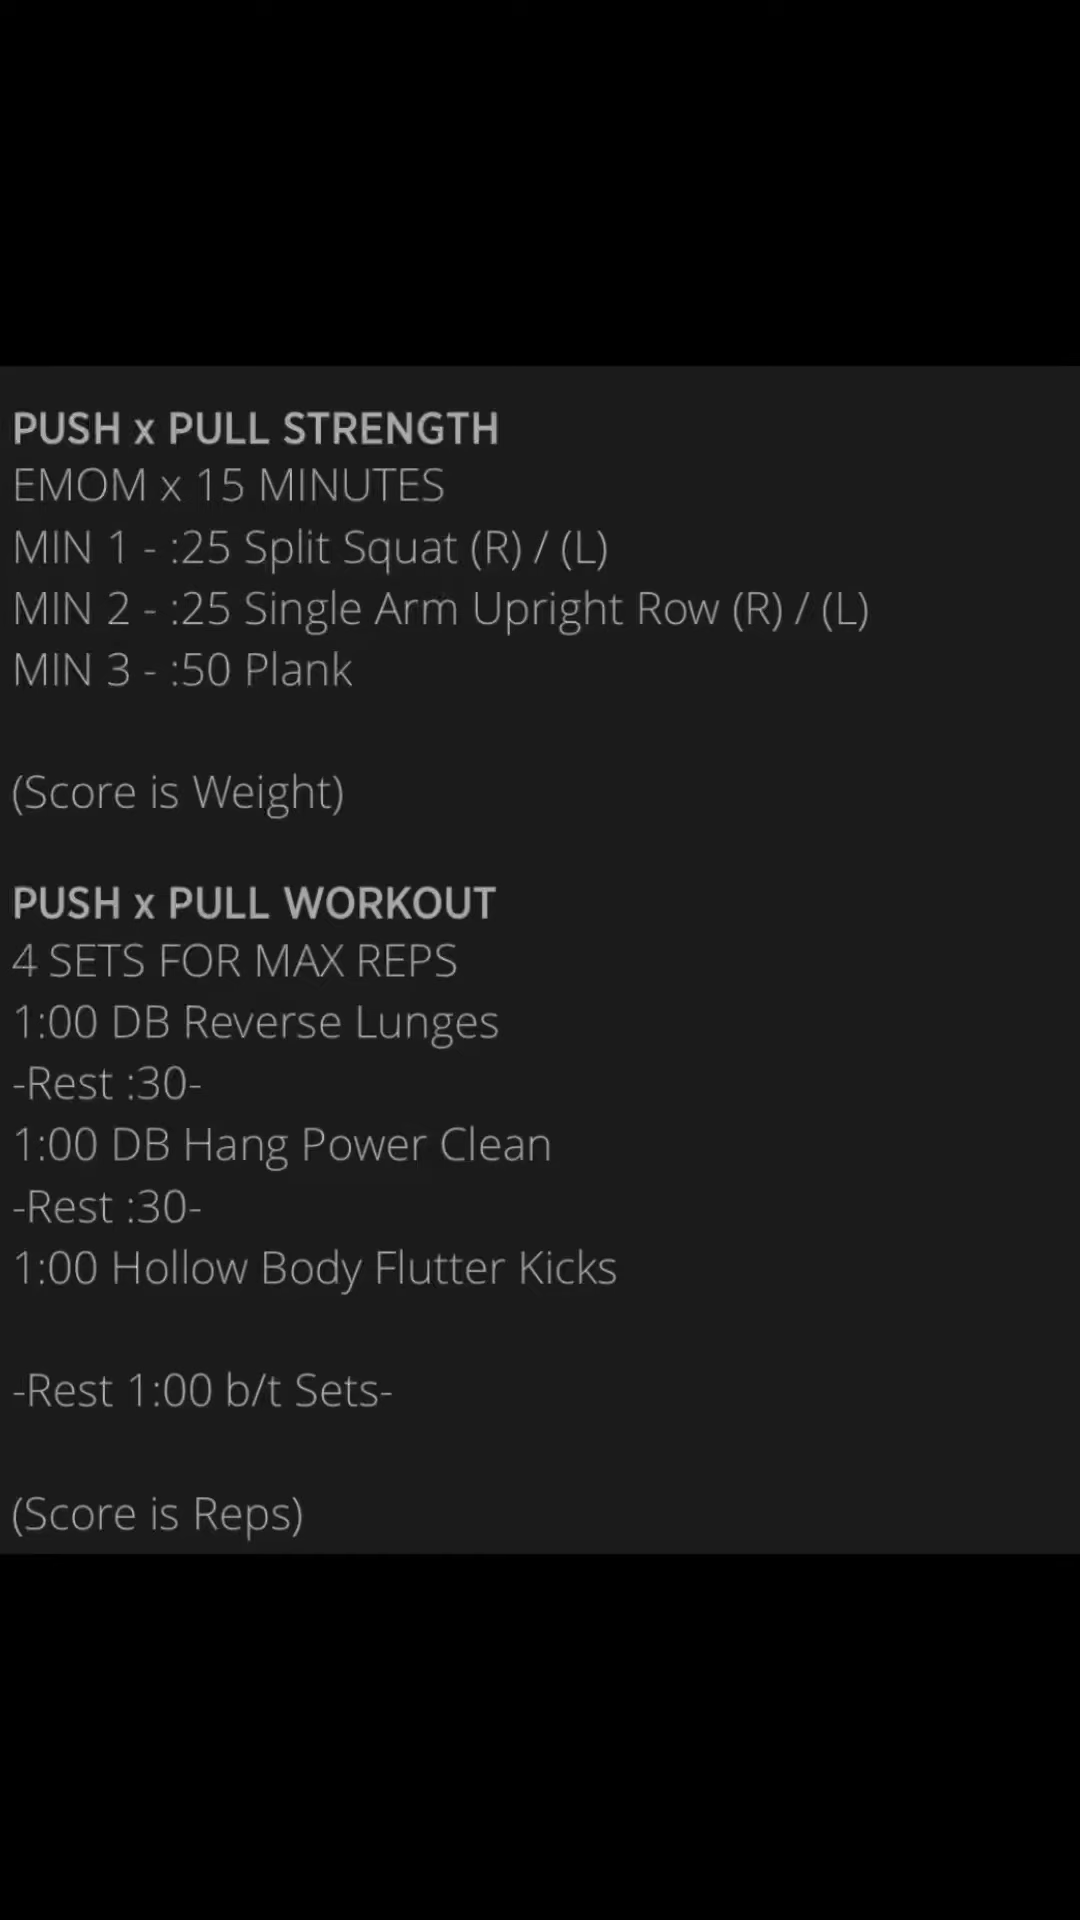 PUSH x PULL STRENGTH
EMOM x 15 MINUTES
MIN 1 - :25 Split Squat (R) / (L)
MIN 2 - :25 Single Arm Upright Row (R) / (L)
MIN 3 - :50 Plank
(Score is Weight)
PUSH x PULL WORKOUT
4 SETS FOR MAX REPS
1:00 DB Reverse Lunges
-Rest :30-
1:00 DB Hang Power Clean
-Rest :30-
1:00 Hollow Body Flutter Kicks
-Rest 1:00 b/t Sets-
(Score is Reps)